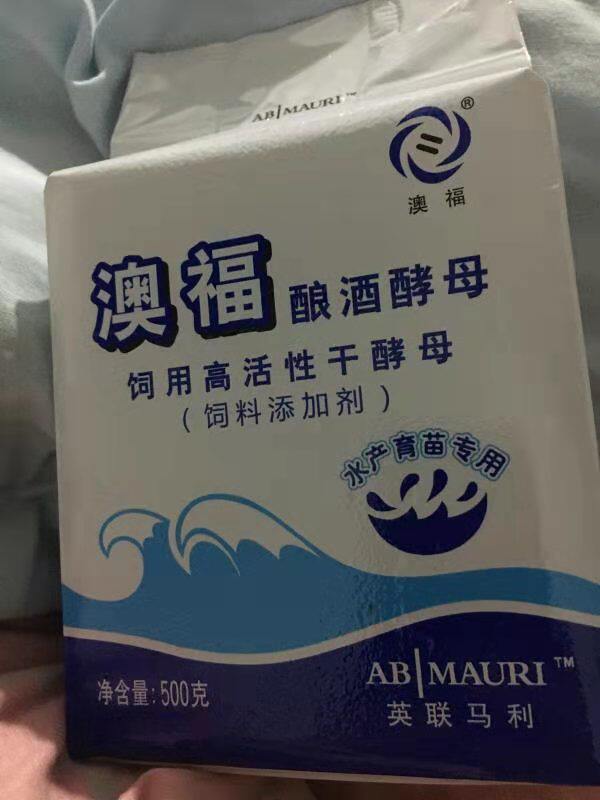 AB|MAURI™
®
澳福
澳福 酿酒酵母
饲用高活性干酵母
（饲料添加剂）
水产育苗专用
净含量:500克
AB|MAURI™
英联马利